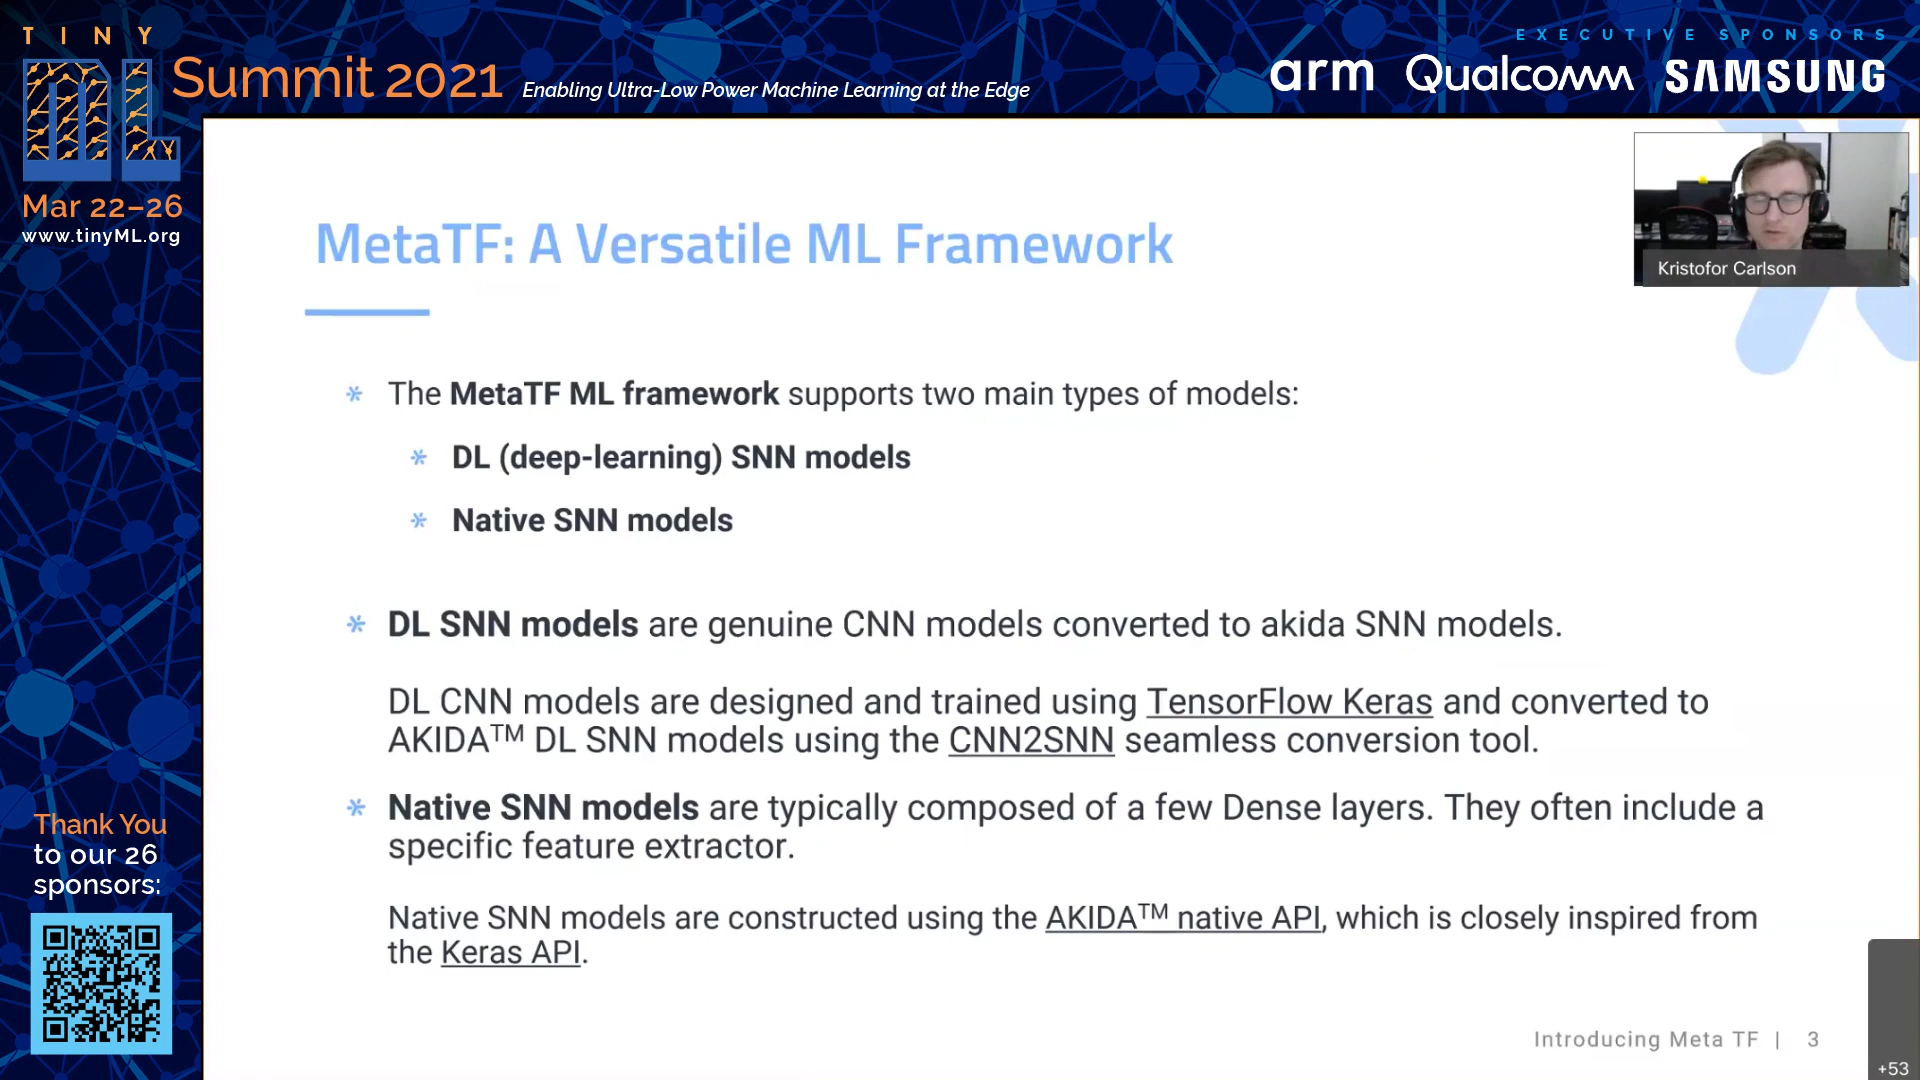 TINY
Summit 2021
Enabling Ultra-Low Power Machine Learning at the Edge
EXECUTIVE SPONSORS
arm Qualcomm SAMSUNG
ML
Mar 22–26
www.tinyML.org
Kristofor Carlson
MetaTF: A Versatile ML Framework
The MetaTF ML framework supports two main types of models:
DL (deep-learning) SNN models
Native SNN models
DL SNN models are genuine CNN models converted to akida SNN models.
DL CNN models are designed and trained using TensorFlow Keras and converted to
AKIDA™ DL SNN models using the CNN2SNN seamless conversion tool.
Native SNN models are typically composed of a few Dense layers. They often include a
specific feature extractor.
Native SNN models are constructed using the AKIDA™ native API, which is closely inspired from
the Keras API.
Thank You
to our 26
sponsors:
Introducing Meta TF | 3
+53